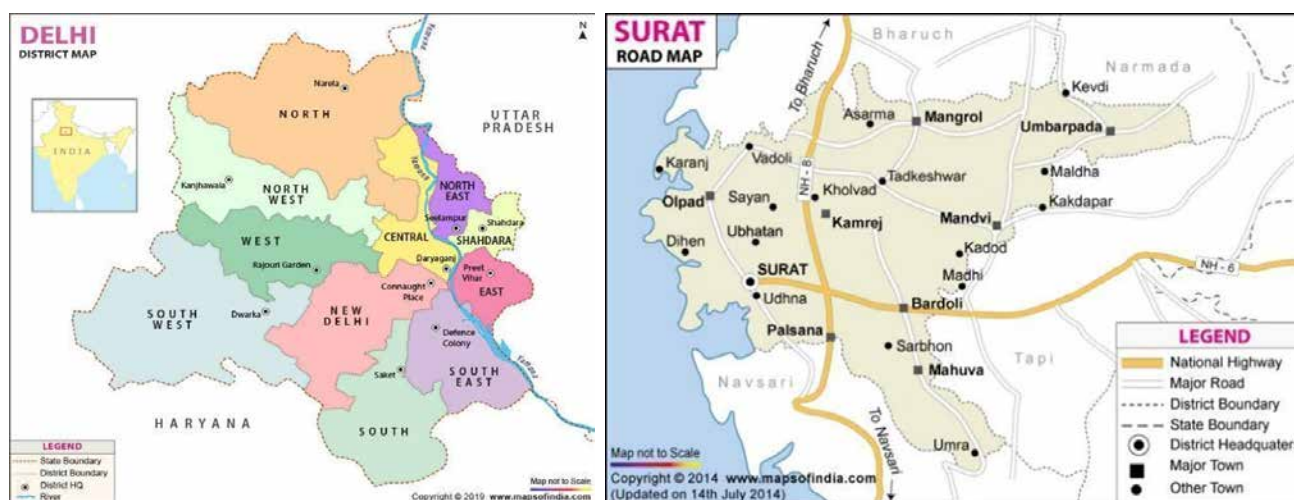 DELHI
DISTRICT MAP
N
Yamuna
Narela
NORTH
UTTAR
PRADESH
INDIA
Yamuna
Kanjhawala
NORTH
WEST
NORTH
EAST
Seelampur
Shahdara
SHAHDARA
WEST
CENTRAL
Rajouri Garden
Daryaganj
Preet
Vihar
EAST
Connaught
Place
SOUTH
WEST
Dwarka
NEW
DELHI
Defence
Colony
Saket
SOUTH
EAST
Yamuna
HARYANA
SOUTH
LEGEND
State Boundary
District Boundary
District HQ
River
Map not to Scale
Copyright © 2019 www.mapsofindia.com
SURAT
ROAD MAP
To Bharuch
Bharuch
Narmada
Kevdi
Asarma
Mangrol
Umbarpada
Karanj
Vadoli
NH - 8
Tadkeshwar
Maldha
Olpad
Sayan
Kholvad
Kamrej
Mandvi
Kakdapar
Dihen
Ubhatan
Kadod
SURAT
Madhi
NH - 6
Udhna
Bardoli
Palsana
Sarbhon
Mahuva
Navsari
Tapi
To Navsari
Umra
LEGEND
National Highway
Major Road
District Boundary
State Boundary
District Headquater
Major Town
Other Town
Map not to Scale
Copyright © 2014 www.mapsofindia.com
(Updated on 14th July 2014)